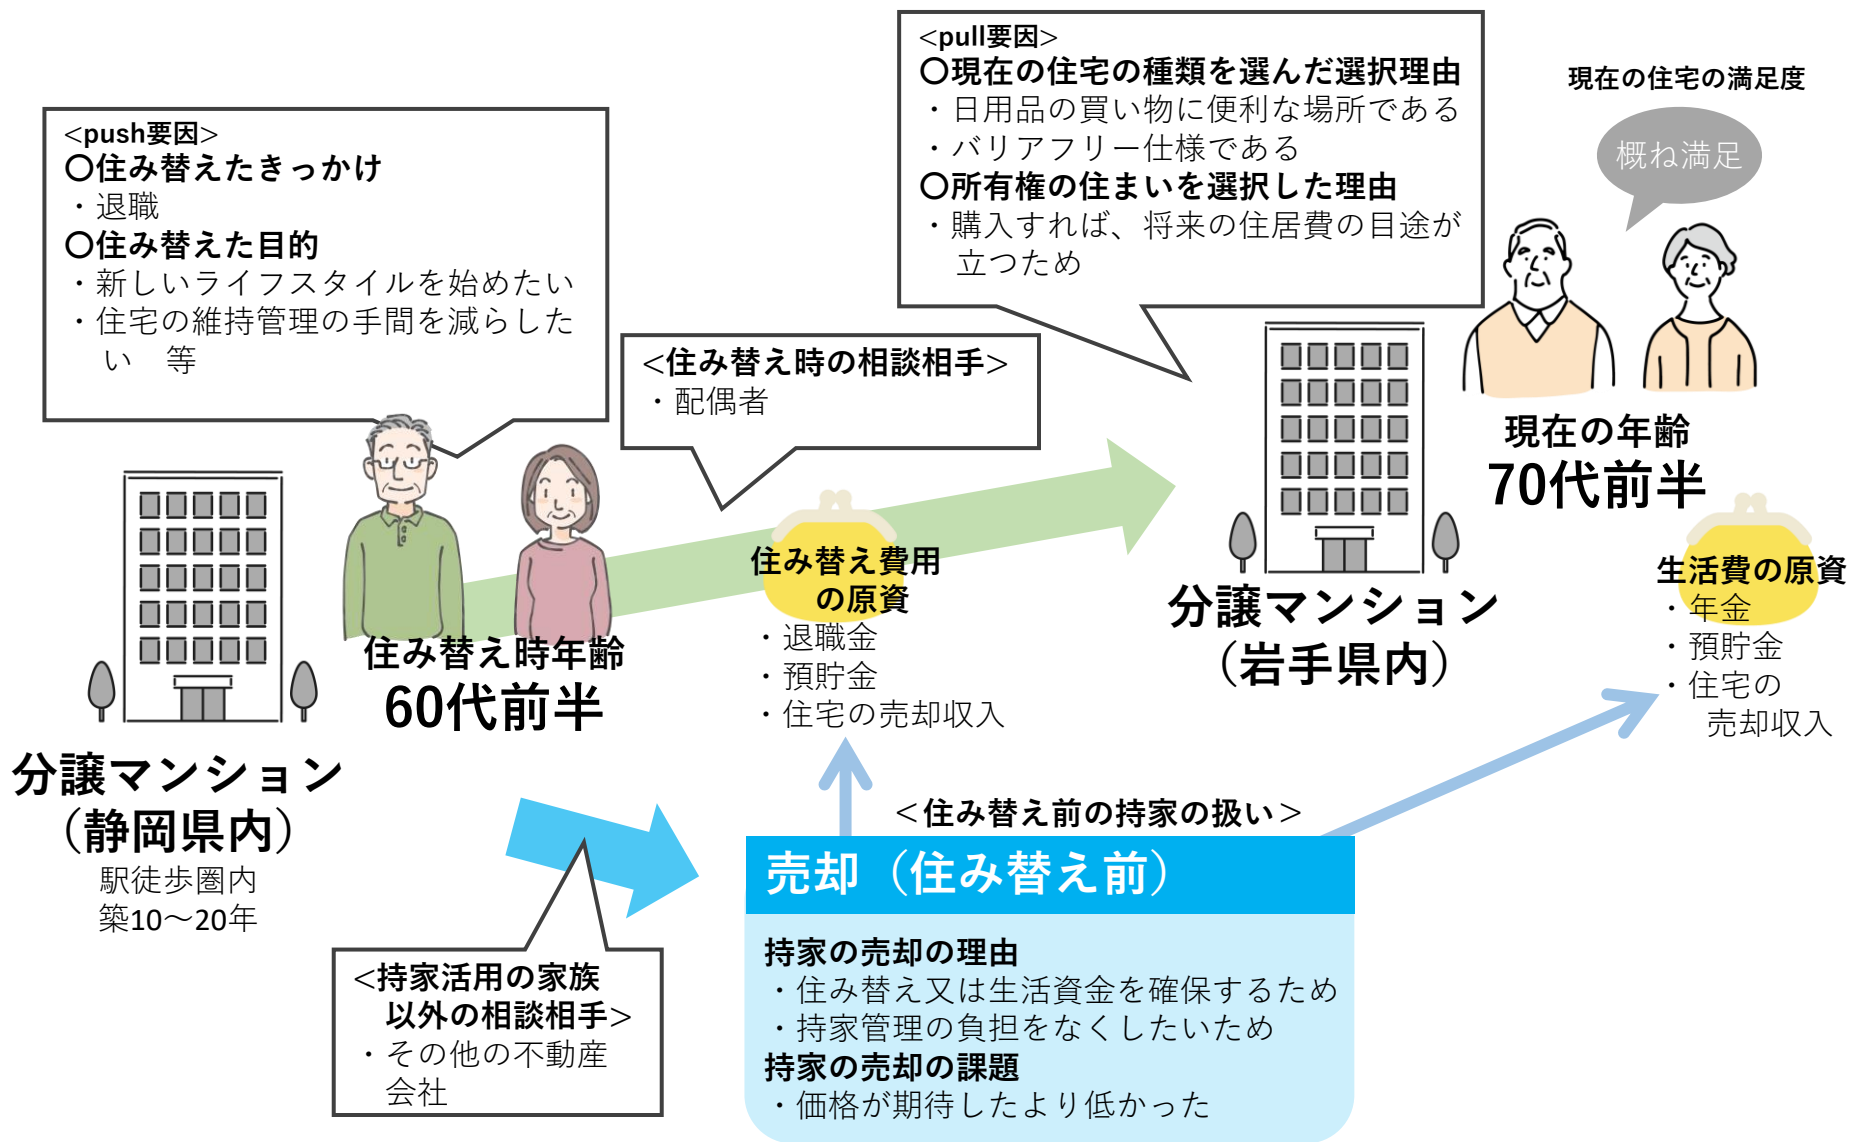 <push要因>
〇住み替えたきっかけ
・退職
〇住み替えた目的
・新しいライフスタイルを始めたい
・住宅の維持管理の手間を減らした
い　等
<住み替え時の相談相手>
・配偶者
<pull要因>
〇現在の住宅の種類を選んだ選択理由
・日用品の買い物に便利な場所である
・バリアフリー仕様である
〇所有権の住まいを選択した理由
・購入すれば、将来の住居費の目途が
立つため
現在の住宅の満足度
概ね満足
現在の年齢
70代前半
住み替え時年齢
60代前半
住み替え費用
の原資
・退職金
・預貯金
・住宅の売却収入
分譲マンション
（岩手県内）
生活費の原資
・年金
・預貯金
・住宅の
売却収入
分譲マンション
（静岡県内）
駅徒歩圏内
築10～20年
<持家活用の家族
以外の相談相手>
・その他の不動産
会社
＜住み替え前の持家の扱い＞
売却（住み替え前）
持家の売却の理由
・住み替え又は生活資金を確保するため
・持家管理の負担をなくしたいため
持家の売却の課題
・価格が期待したより低かった